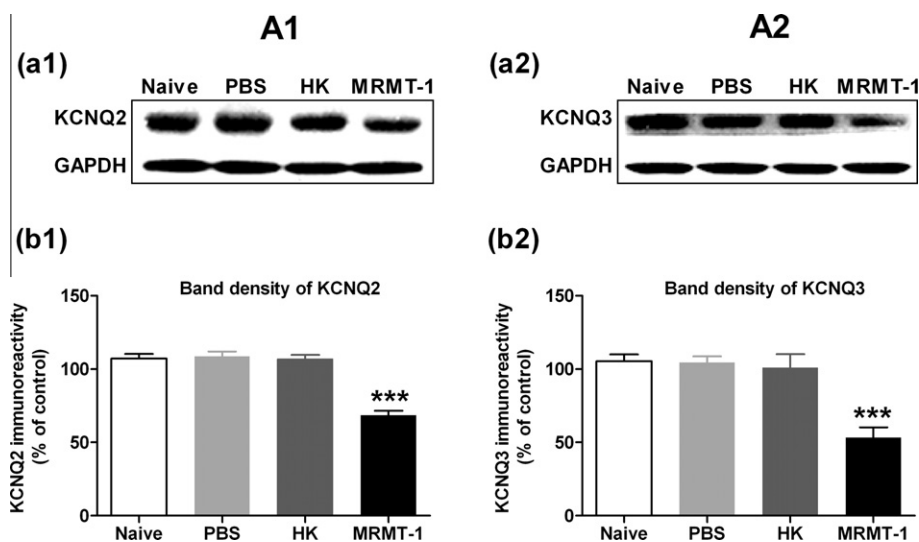 A1
A2
(a1)
Naive PBS HK MRMT-1
KCNQ2
GAPDH
(a2)
Naive PBS HK MRMT-1
KCNQ3
GAPDH
(b1)
Band density of KCNQ2
KCNQ2 immunoreactivity
(% of control)
150
100
50
0
***
Naive PBS HK MRMT-1
(b2)
Band density of KCNQ3
KCNQ3 immunoreactivity
(% of control)
150
100
50
0
***
Naive PBS HK MRMT-1